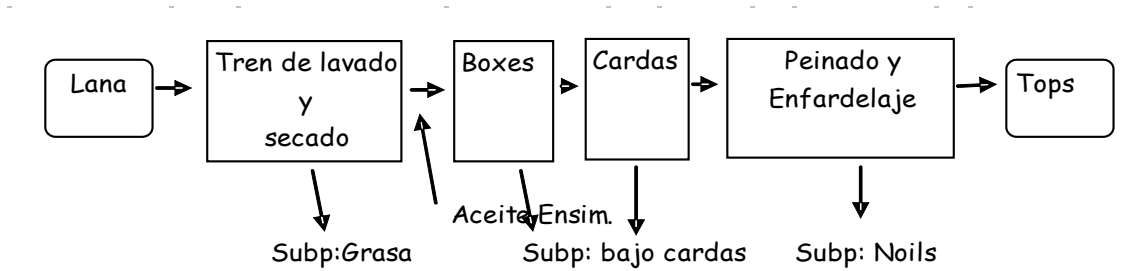 Lana
Tren de lavado
y
secado
Boxes
Cardas
Peinado y
Enfardelaje
Tops
Aceite Ensim.
Subp:Grasa
Subp: bajo cardas
Subp: Noils